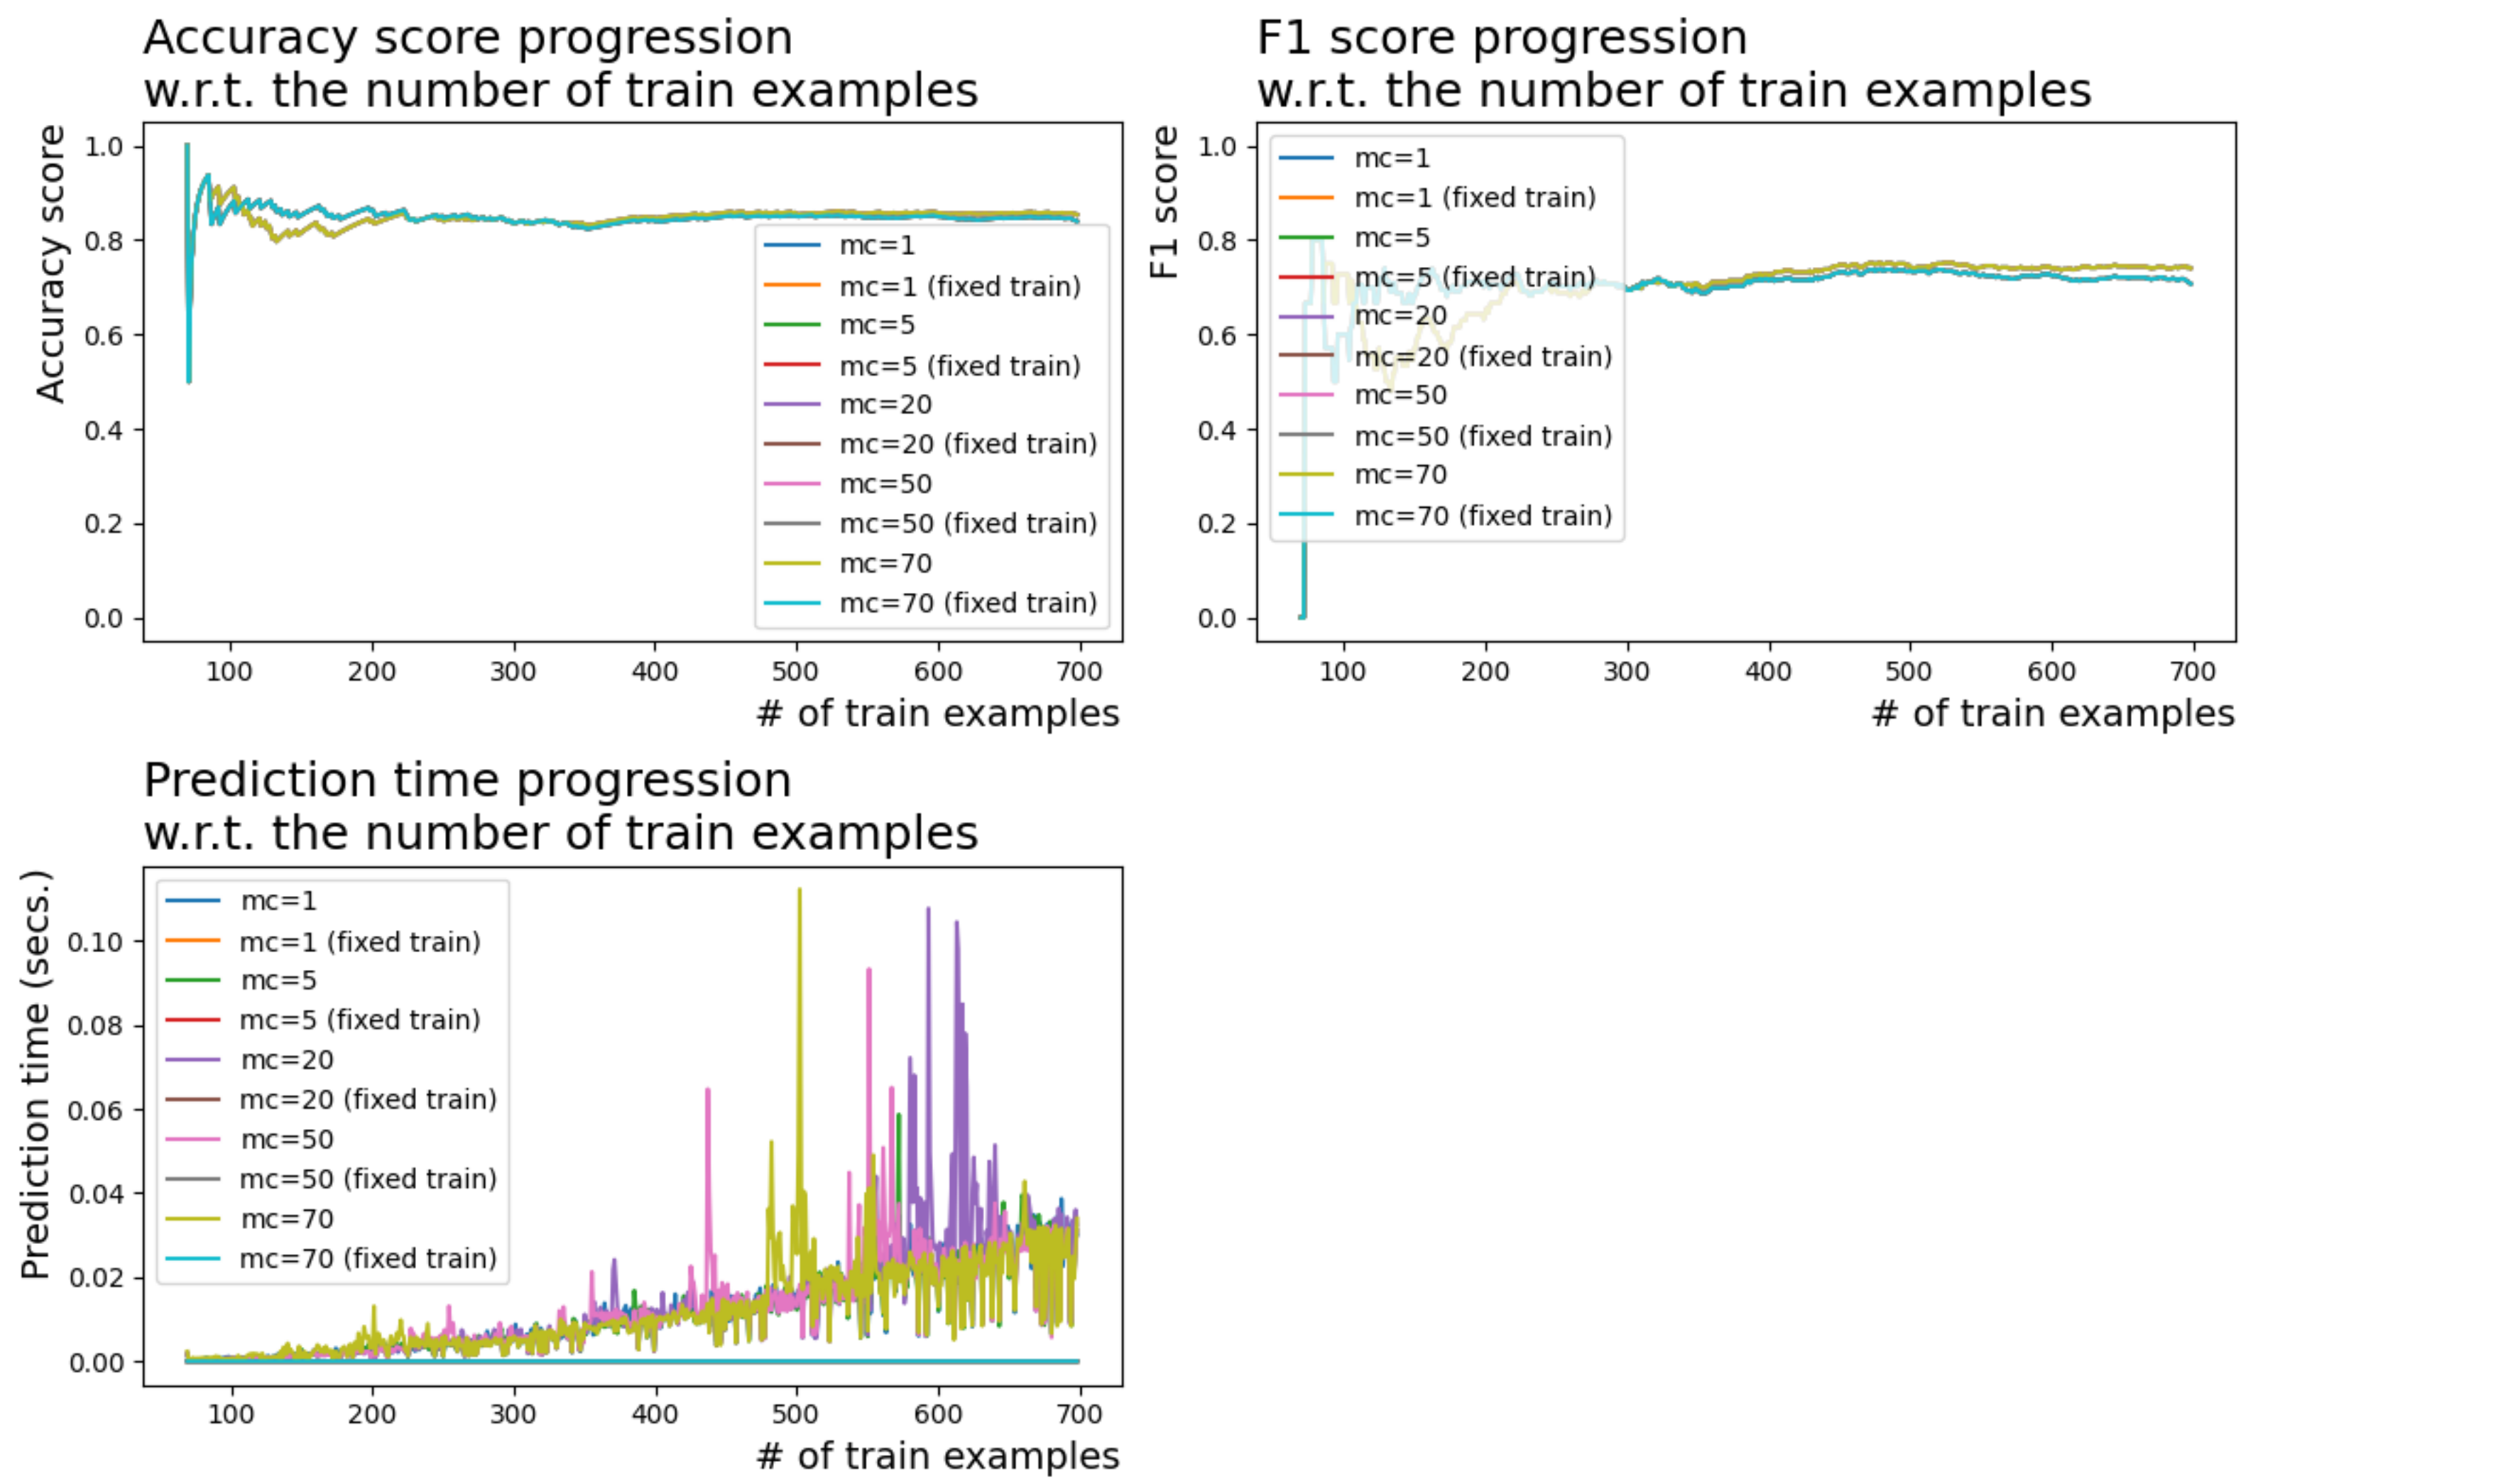 Accuracy score progression
w.r.t. the number of train examples
Accuracy score
1.0
0.8
0.6
0.4
0.2
0.0
mc=1
mc=1 (fixed train)
mc=5
mc=5 (fixed train)
mc=20
mc=20 (fixed train)
mc=50
mc=50 (fixed train)
mc=70
mc=70 (fixed train)
100 200 300 400 500 600 700
# of train examples
F1 score progression
w.r.t. the number of train examples
F1 score
1.0
0.8
0.6
0.4
0.2
0.0
mc=1
mc=1 (fixed train)
mc=5
mc=5 (fixed train)
mc=20
mc=20 (fixed train)
mc=50
mc=50 (fixed train)
mc=70
mc=70 (fixed train)
100 200 300 400 500 600 700
# of train examples
Prediction time progression
w.r.t. the number of train examples
Prediction time (secs.)
0.10
0.08
0.06
0.04
0.02
0.00
mc=1
mc=1 (fixed train)
mc=5
mc=5 (fixed train)
mc=20
mc=20 (fixed train)
mc=50
mc=50 (fixed train)
mc=70
mc=70 (fixed train)
100 200 300 400 500 600 700
# of train examples